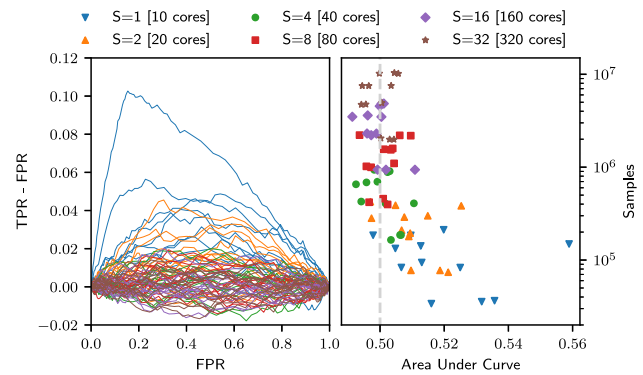 S=1 [10 cores] S=4 [40 cores] S=16 [160 cores]
S=2 [20 cores] S=8 [80 cores] S=32 [320 cores]
0.12
0.10
0.08
0.06
0.04
0.02
0.00
−0.02
TPR - FPR
0.0 0.2 0.4 0.6 0.8 1.0
FPR
0.50 0.52 0.54 0.56
Area Under Curve
10^7
10^6
10^5
Samples